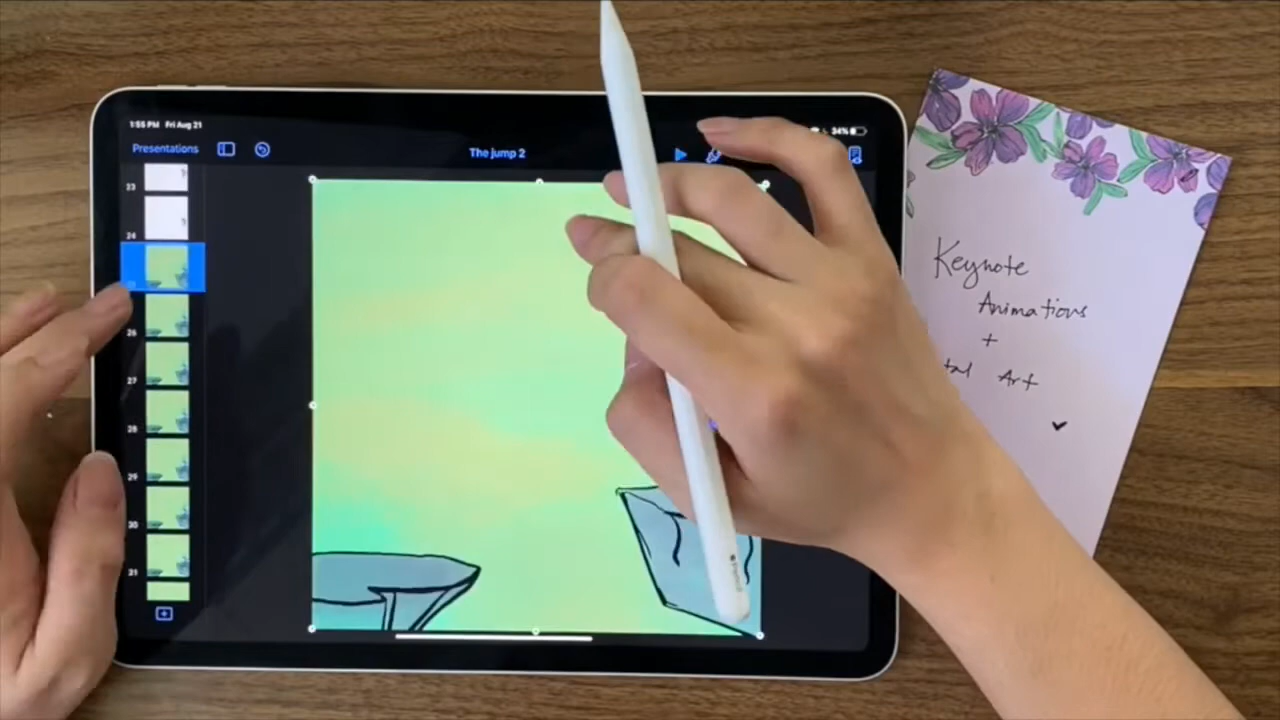 1:55 PM Fri Aug 21
34%
Presentations
The jump 2
23
24
26
27
28
29
30
31
Keynote
Animations
+
Art